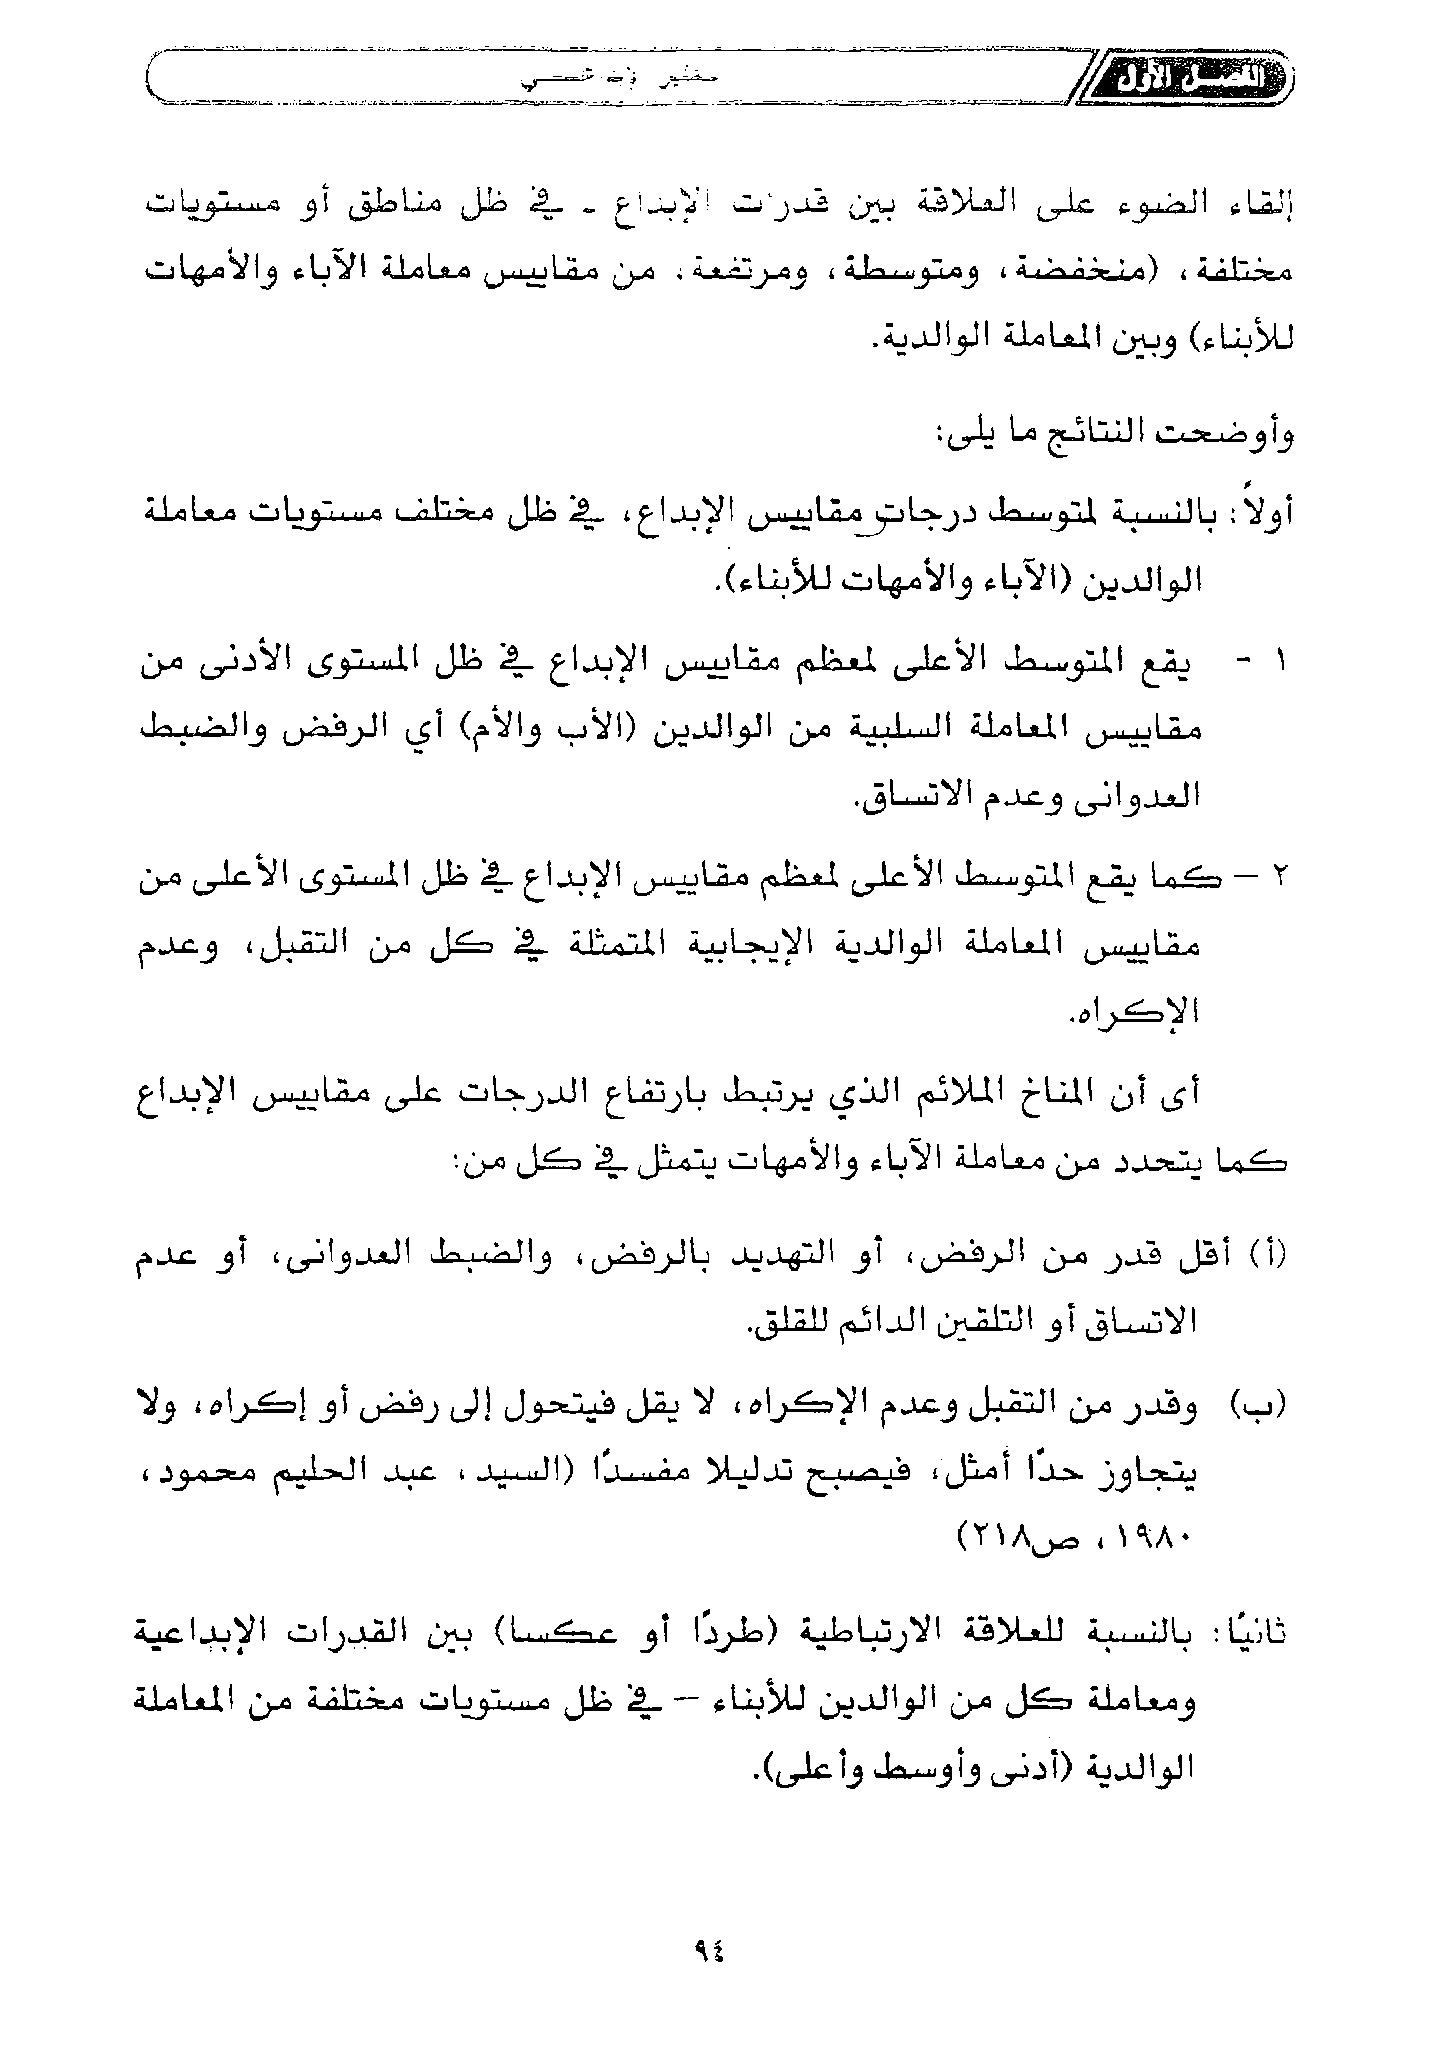 الفصل الأول
إلقاء الضوء على العلاقة بين قدرات الإبداع - في ظل مناطق أو مستويات
مختلفة، (منخفضة، ومتوسطة، ومرتفعة، من مقاييس معاملة الآباء والأمهات
للأبناء) وبين المعاملة الوالدية.
وأوضحت النتائج ما يلى:
أولاً: بالنسبة لمتوسط درجات مقاييس الإبداع، في ظل مختلف مستويات معاملة
الوالدين (الآباء والأمهات للأبناء).
١ - يقع المتوسط الأعلى لمعظم مقاييس الإبداع في ظل المستوى الأدنى من
مقاييس المعاملة السلبية من الوالدين (الأب والأم) أي الرفض والضبط
العدوانى وعدم الاتساق.
٢ – كما يقع المتوسط الأعلى لمعظم مقاييس الإبداع في ظل المستوى الأعلى من
مقاييس المعاملة الوالدية الإيجابية المتمثلة في كل من التقبل، وعدم
الإكراه.
أى أن المناخ الملائم الذي يرتبط بارتفاع الدرجات على مقاييس الإبداع
كما يتحدد من معاملة الآباء والأمهات يتمثل في كل من:
(أ) أقل قدر من الرفض، أو التهديد بالرفض، والضبط العدوانى، أو عدم
الاتساق أو التلقين الدائم للقلق.
(ب) وقدر من التقبل وعدم الإكراه، لا يقل فيتحول إلى رفض أو إكراه، ولا
يتجاوز حدًا أمثل، فيصبح تدليلا مفسدًا (السيد، عبد الحليم محمود،
١٩٨٠، ص٢١٨)
ثانيًا: بالنسبة للعلاقة الارتباطية (طردًا أو عكسا) بين القدرات الإبداعية
ومعاملة كل من الوالدين للأبناء – في ظل مستويات مختلفة من المعاملة
الوالدية (أدنى وأوسط وأعلى).
٩٤